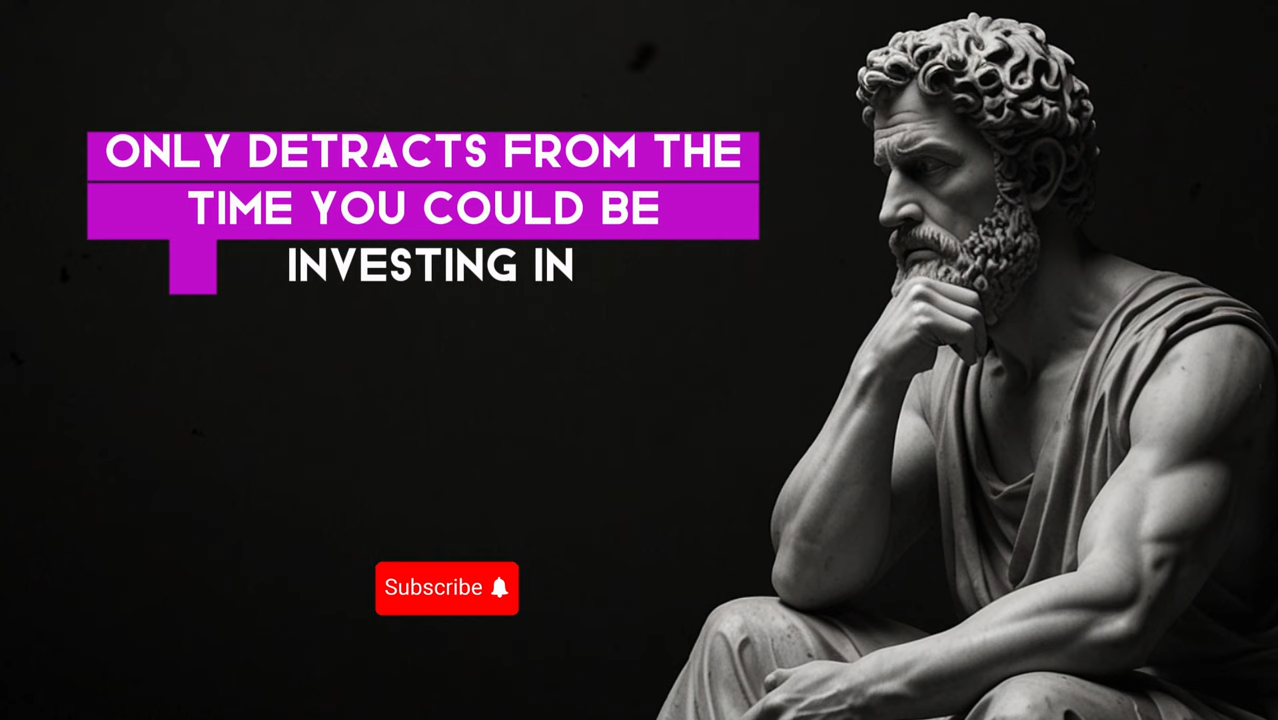 ONLY DETRACTS FROM THE
TIME YOU COULD BE
INVESTING IN
Subscribe